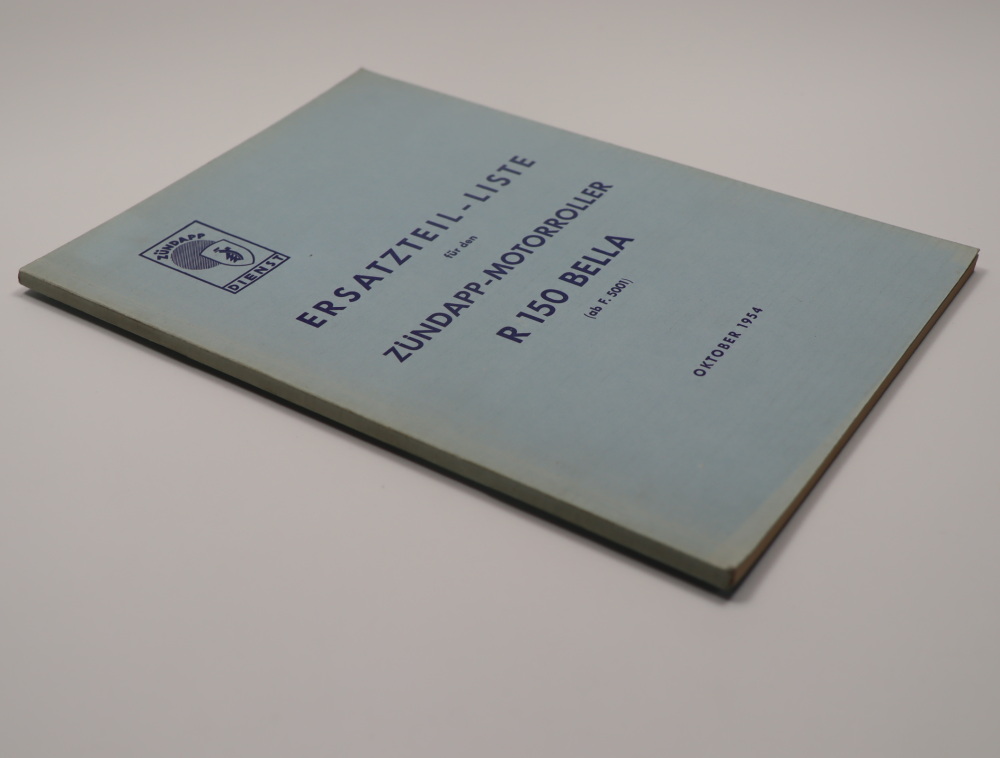 ZÜNDAPP
DIENST
ERSATZTEIL-LISTE
für den
ZÜNDAPP-MOTORROLLER
R 150 BELLA
(ab F. 5001)
OKTOBER 1954